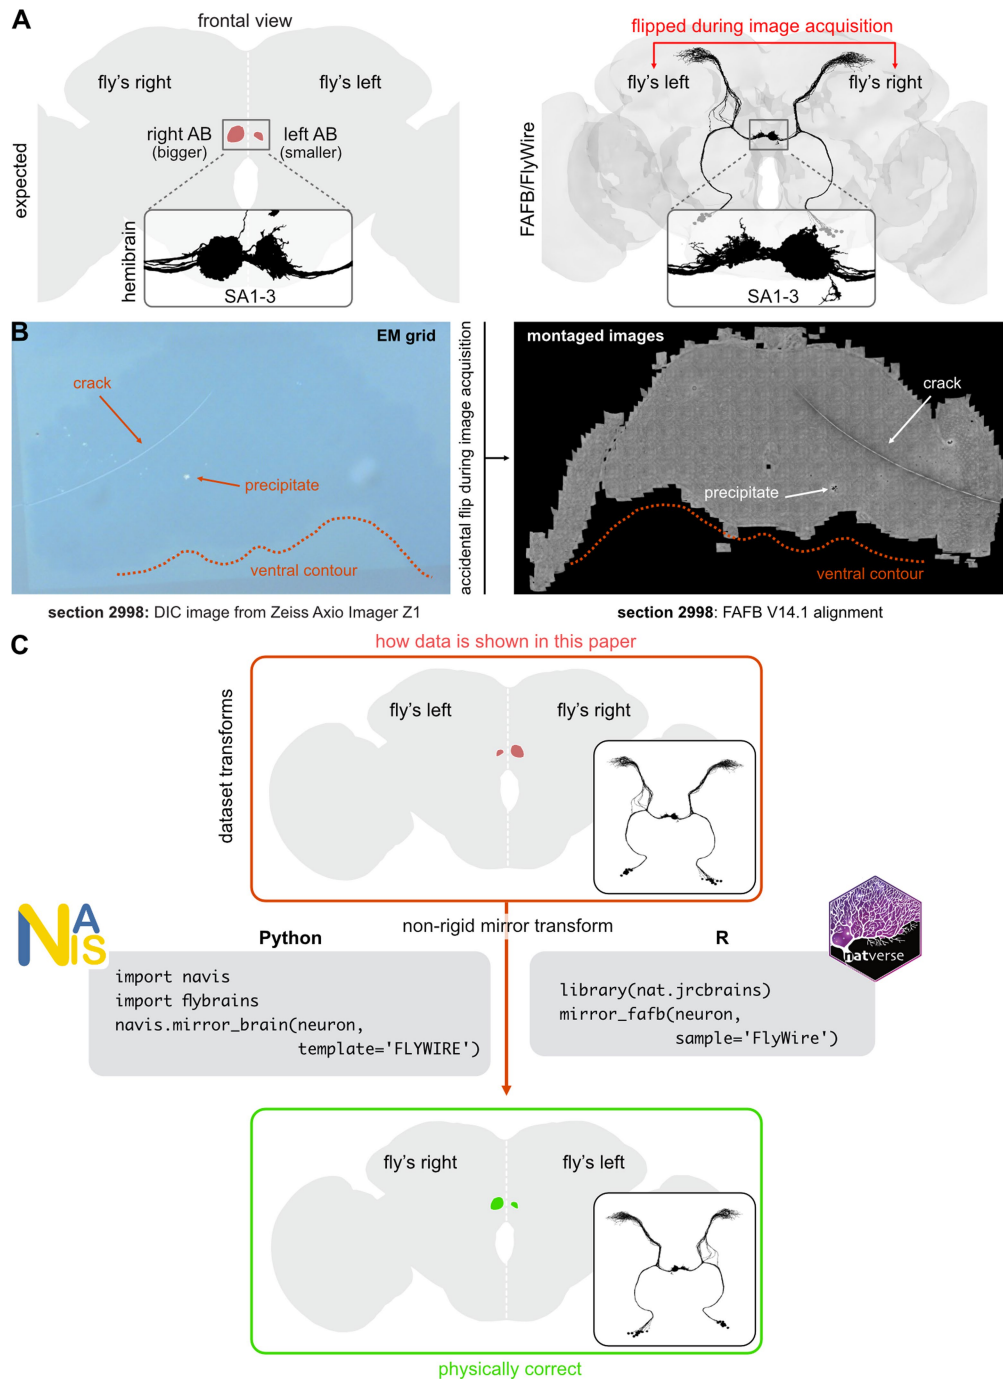 A
frontal view
fly's right
fly's left
right AB
(bigger)
left AB
(smaller)
expected
hemibrain
SA1-3
flipped during image acquisition
fly's left
fly's right
FAFB/FlyWire
SA1-3
B
EM grid
crack
precipitate
ventral contour
accidental flip during image acquisition
montaged images
crack
precipitate
ventral contour
section 2998: DIC image from Zeiss Axio Imager Z1
section 2998: FAFB V14.1 alignment
C
how data is shown in this paper
dataset transforms
fly's left
fly's right
non-rigid mirror transform
NAVIS
Python
import navis
import flybrains
navis.mirror_brain(neuron,
template='FLYWIRE')
R
natverse
library(nat.jrcbrains)
mirror_fafb(neuron,
sample='FlyWire')
fly's right
fly's left
physically correct